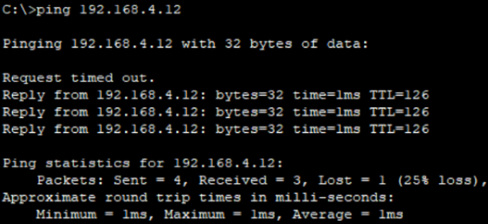 C:\>ping 192.168.4.12
Pinging 192.168.4.12 with 32 bytes of data:
Request timed out.
Reply from 192.168.4.12: bytes=32 time=1ms TTL=126
Reply from 192.168.4.12: bytes=32 time=1ms TTL=126
Reply from 192.168.4.12: bytes=32 time=1ms TTL=126
Ping statistics for 192.168.4.12:
Packets: Sent = 4, Received = 3, Lost = 1 (25% loss),
Approximate round trip times in milli-seconds:
Minimum = 1ms, Maximum = 1ms, Average = 1ms